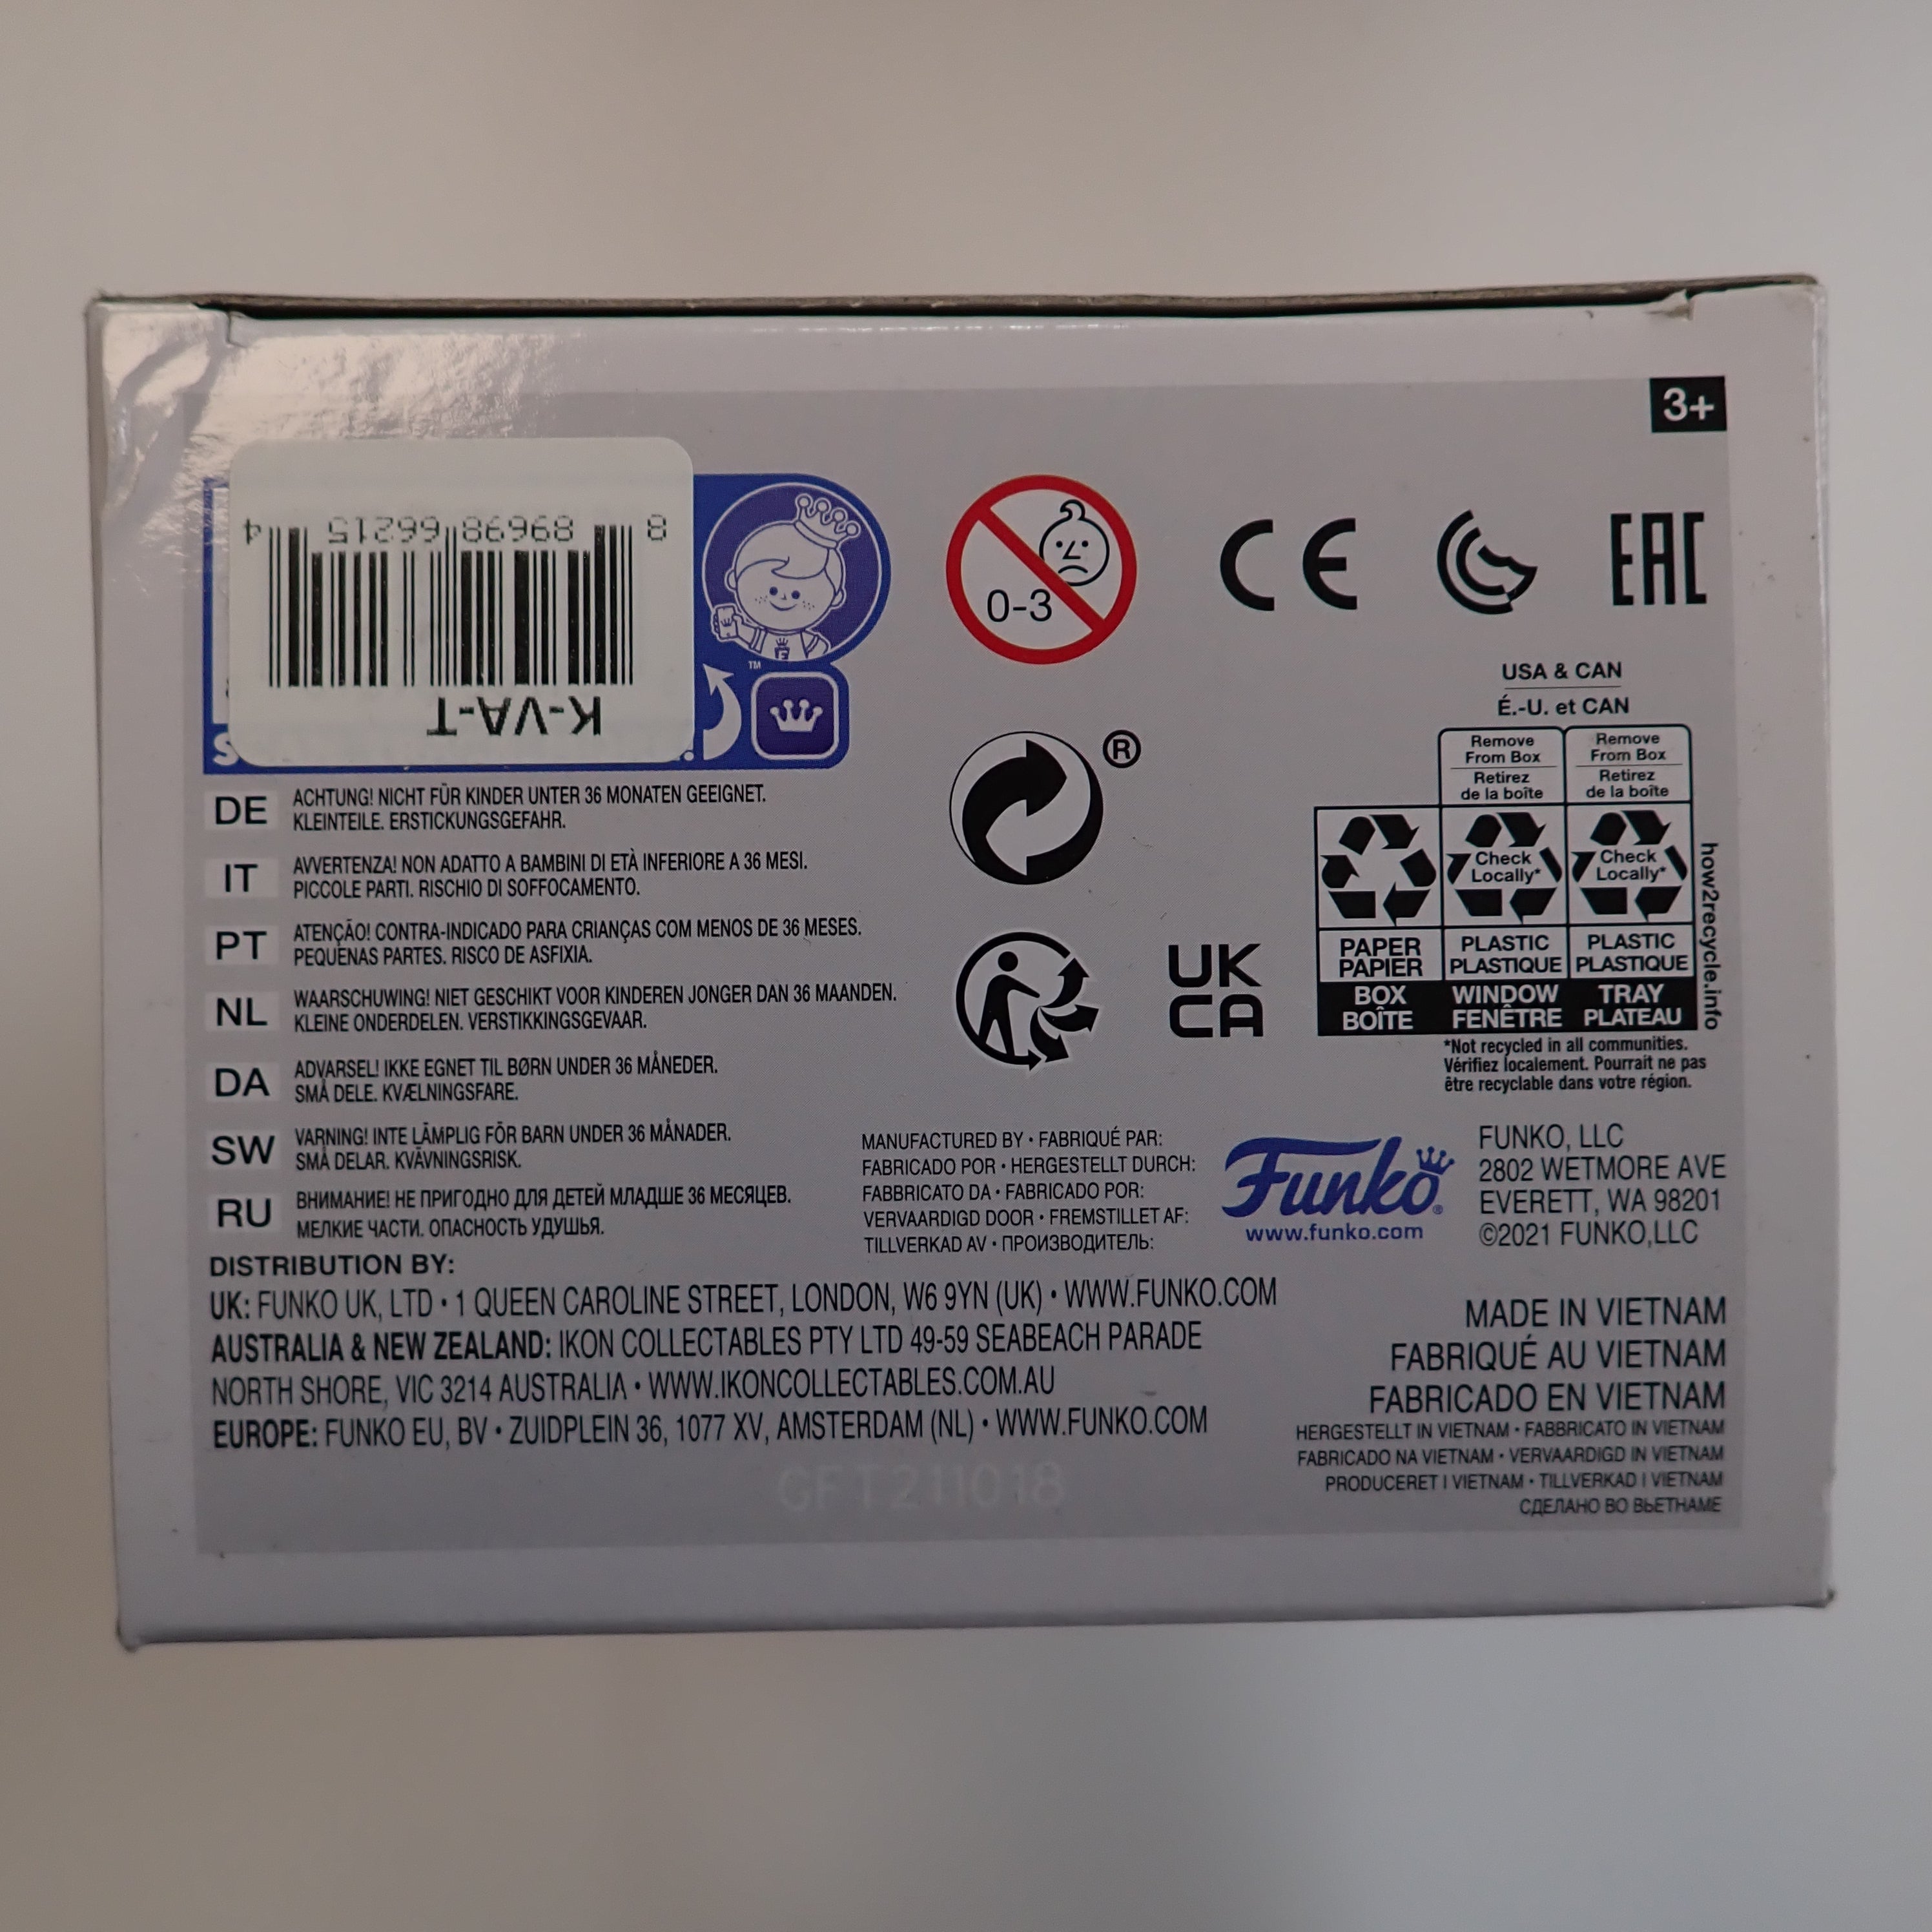 3+
8 89698 66215 4
K-VA-T
S
™
0-3
CE
EAC
®
UK
CA
USA & CAN
É.-U. et CAN
Remove
From Box
Retirez
de la boîte
Remove
From Box
Retirez
de la boîte
Check
Locally*
Check
Locally*
PAPER
PAPIER
PLASTIC
PLASTIQUE
PLASTIC
PLASTIQUE
BOX
BOÎTE
WINDOW
FENÊTRE
TRAY
PLATEAU
how2recycle.info
*Not recycled in all communities.
Vérifiez localement. Pourrait ne pas
être recyclable dans votre région.
DE
ACHTUNG! NICHT FÜR KINDER UNTER 36 MONATEN GEEIGNET.
KLEINTEILE. ERSTICKUNGSGEFAHR.
IT
AVVERTENZA! NON ADATTO A BAMBINI DI ETÀ INFERIORE A 36 MESI.
PICCOLE PARTI. RISCHIO DI SOFFOCAMENTO.
PT
ATENÇÃO! CONTRA-INDICADO PARA CRIANÇAS COM MENOS DE 36 MESES.
PEQUENAS PARTES. RISCO DE ASFIXIA.
NL
WAARSCHUWING! NIET GESCHIKT VOOR KINDEREN JONGER DAN 36 MAANDEN.
KLEINE ONDERDELEN. VERSTIKKINGSGEVAAR.
DA
ADVARSEL! IKKE EGNET TIL BØRN UNDER 36 MÅNEDER.
SMÅ DELE. KVÆLNINGSFARE.
SW
VARNING! INTE LÄMPLIG FÖR BARN UNDER 36 MÅNADER.
SMÅ DELAR. KVÄVNINGSRISK.
RU
ВНИМАНИЕ! НЕ ПРИГОДНО ДЛЯ ДЕТЕЙ МЛАДШЕ 36 МЕСЯЦЕВ.
МЕЛКИЕ ЧАСТИ. ОПАСНОСТЬ УДУШЬЯ.
MANUFACTURED BY • FABRIQUÉ PAR:
FABRICADO POR • HERGESTELLT DURCH:
FABBRICATO DA • FABRICADO POR:
VERVAARDIGD DOOR • FREMSTILLET AF:
TILLVERKAD AV • ПРОИЗВОДИТЕЛЬ:
Funko®
www.funko.com
FUNKO, LLC
2802 WETMORE AVE
EVERETT, WA 98201
©2021 FUNKO,LLC
DISTRIBUTION BY:
UK: FUNKO UK, LTD • 1 QUEEN CAROLINE STREET, LONDON, W6 9YN (UK) • WWW.FUNKO.COM
AUSTRALIA & NEW ZEALAND: IKON COLLECTABLES PTY LTD 49-59 SEABEACH PARADE
NORTH SHORE, VIC 3214 AUSTRALIA • WWW.IKONCOLLECTABLES.COM.AU
EUROPE: FUNKO EU, BV • ZUIDPLEIN 36, 1077 XV, AMSTERDAM (NL) • WWW.FUNKO.COM
MADE IN VIETNAM
FABRIQUÉ AU VIETNAM
FABRICADO EN VIETNAM
HERGESTELLT IN VIETNAM • FABBRICATO IN VIETNAM
FABRICADO NA VIETNAM • VERVAARDIGD IN VIETNAM
PRODUCERET I VIETNAM • TILLVERKAD I VIETNAM
СДЕЛАНО ВО ВЬЕТНАМЕ
GFT211018